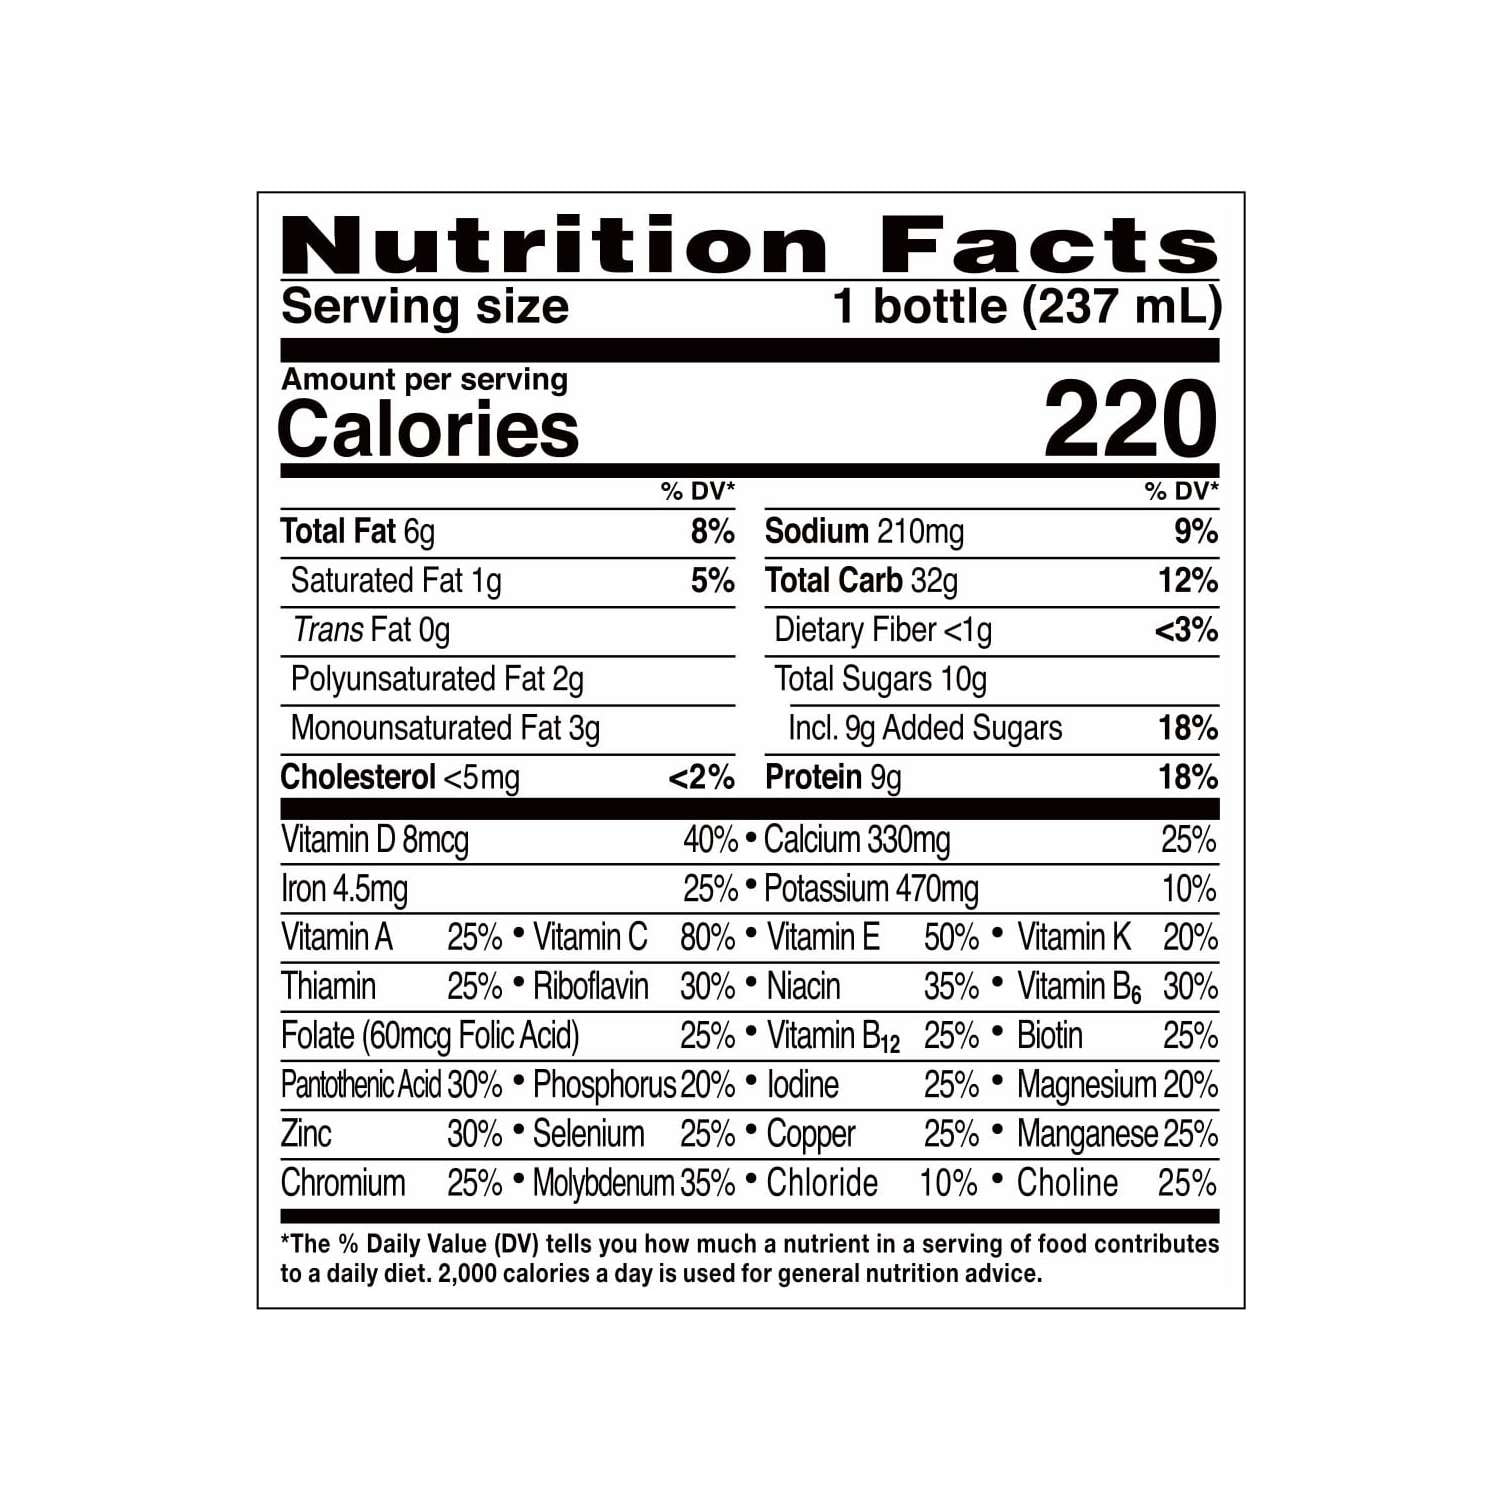 Nutrition Facts
Serving size 1 bottle (237 mL)
Amount per serving
Calories 220
% DV* % DV*
Total Fat 6g 8% Sodium 210mg 9%
Saturated Fat 1g 5% Total Carb 32g 12%
Trans Fat 0g Dietary Fiber <1g <3%
Polyunsaturated Fat 2g Total Sugars 10g
Monounsaturated Fat 3g Incl. 9g Added Sugars 18%
Cholesterol <5mg <2% Protein 9g 18%
Vitamin D 8mcg 40% • Calcium 330mg 25%
Iron 4.5mg 25% • Potassium 470mg 10%
Vitamin A 25% • Vitamin C 80% • Vitamin E 50% • Vitamin K 20%
Thiamin 25% • Riboflavin 30% • Niacin 35% • Vitamin B6 30%
Folate (60mcg Folic Acid) 25% • Vitamin B12 25% • Biotin 25%
Pantothenic Acid 30% • Phosphorus 20% • Iodine 25% • Magnesium 20%
Zinc 30% • Selenium 25% • Copper 25% • Manganese 25%
Chromium 25% • Molybdenum 35% • Chloride 10% • Choline 25%
*The % Daily Value (DV) tells you how much a nutrient in a serving of food contributes
to a daily diet. 2,000 calories a day is used for general nutrition advice.